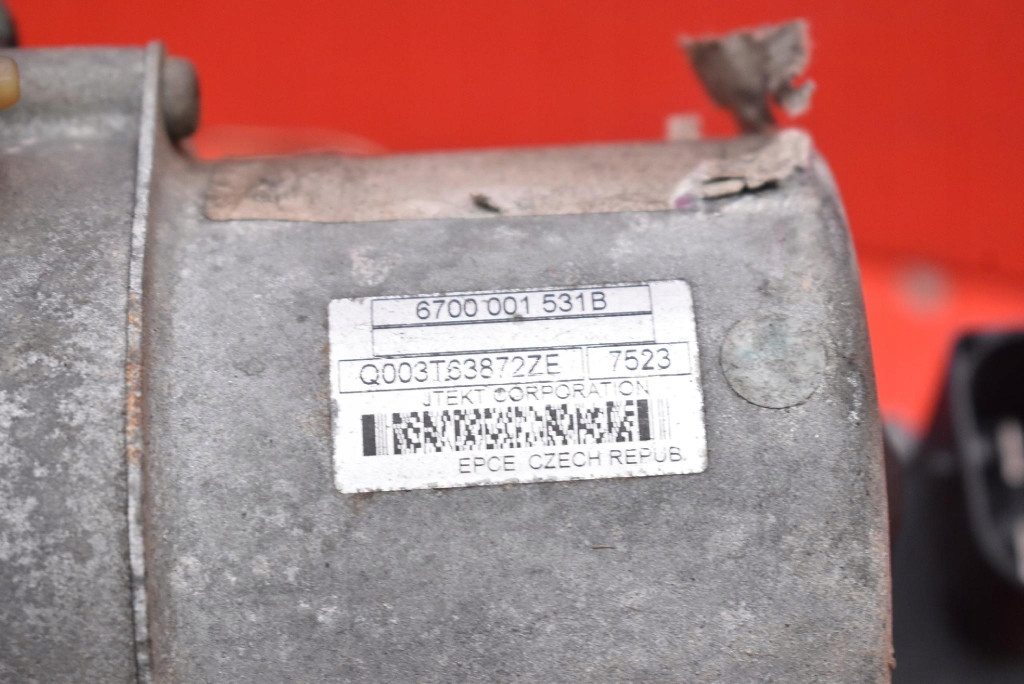 6700 001 531B
Q003T63872ZE 7523
JTEKT CORPORATION
EPCE CZECH REPUB.